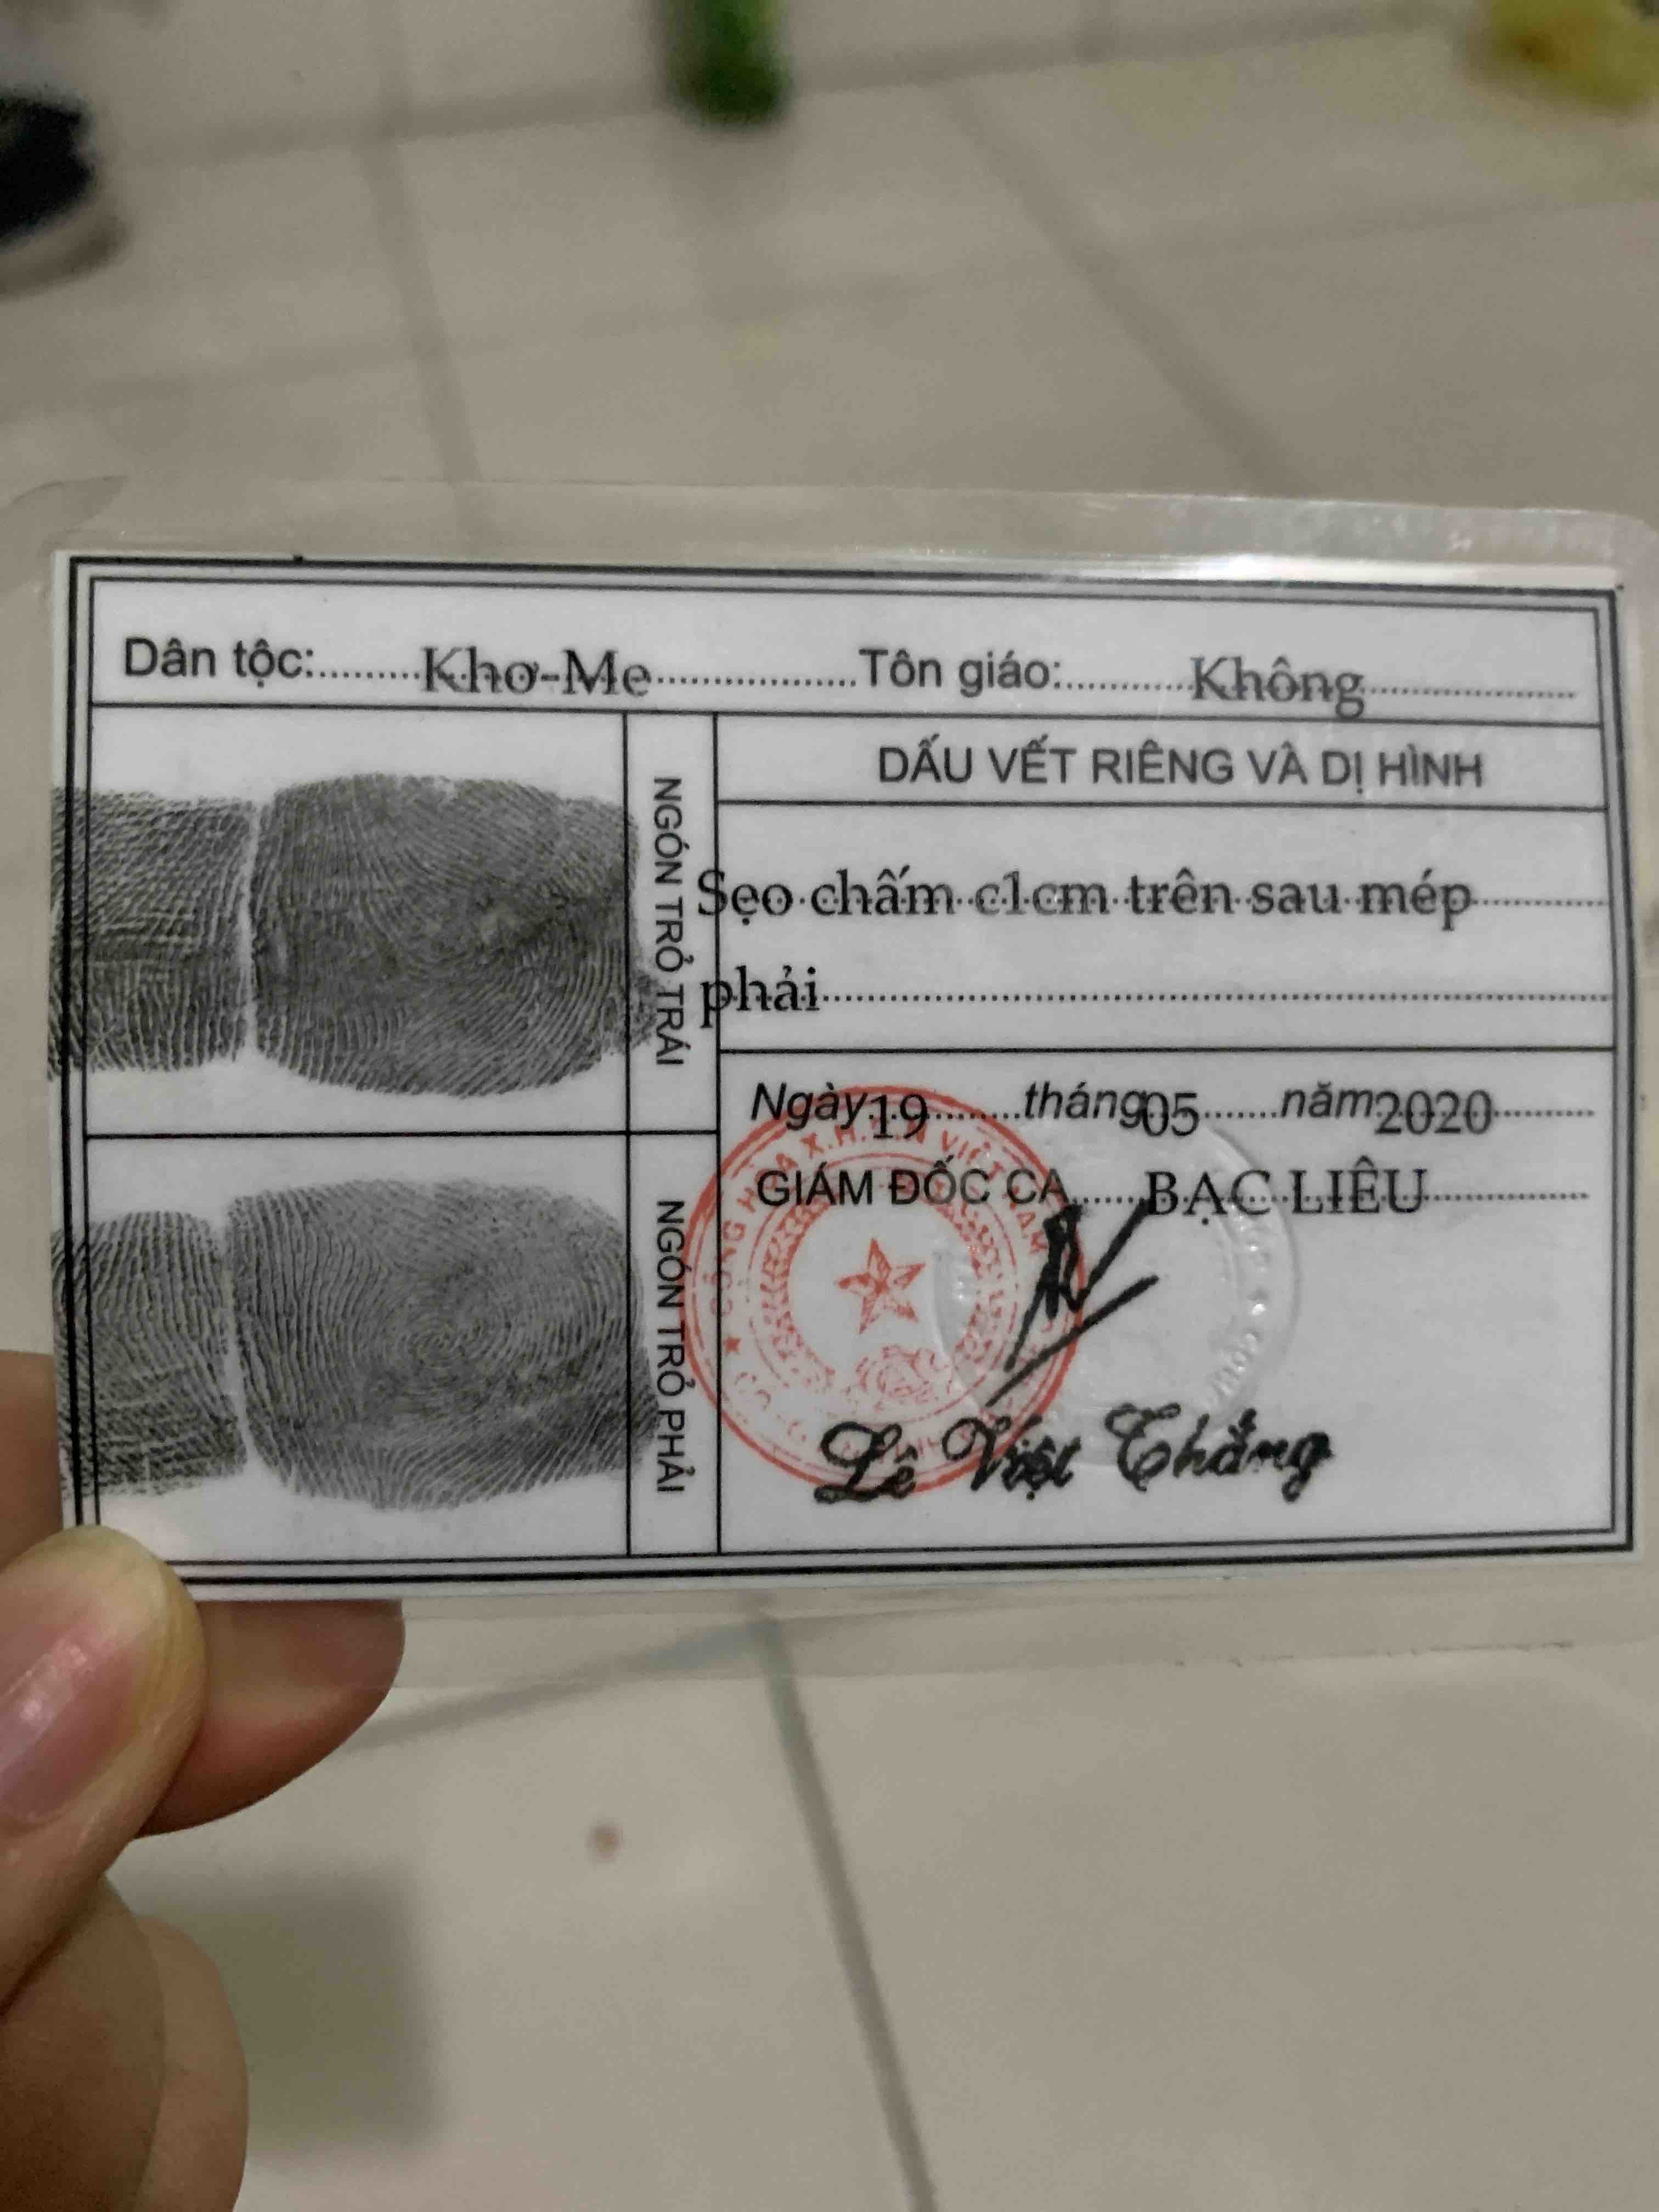 Dân tộc: Khơ-Me Tôn giáo: Không
DẤU VẾT RIÊNG VÀ DỊ HÌNH
NGÓN TRỎ TRÁI
Sẹo chấm c1cm trên sau mép
phải
Ngày 19 tháng 05 năm 2020
GIÁM ĐỐC CA BẠC LIÊU
NGÓN TRỎ PHẢI
Lê Việt Thắng